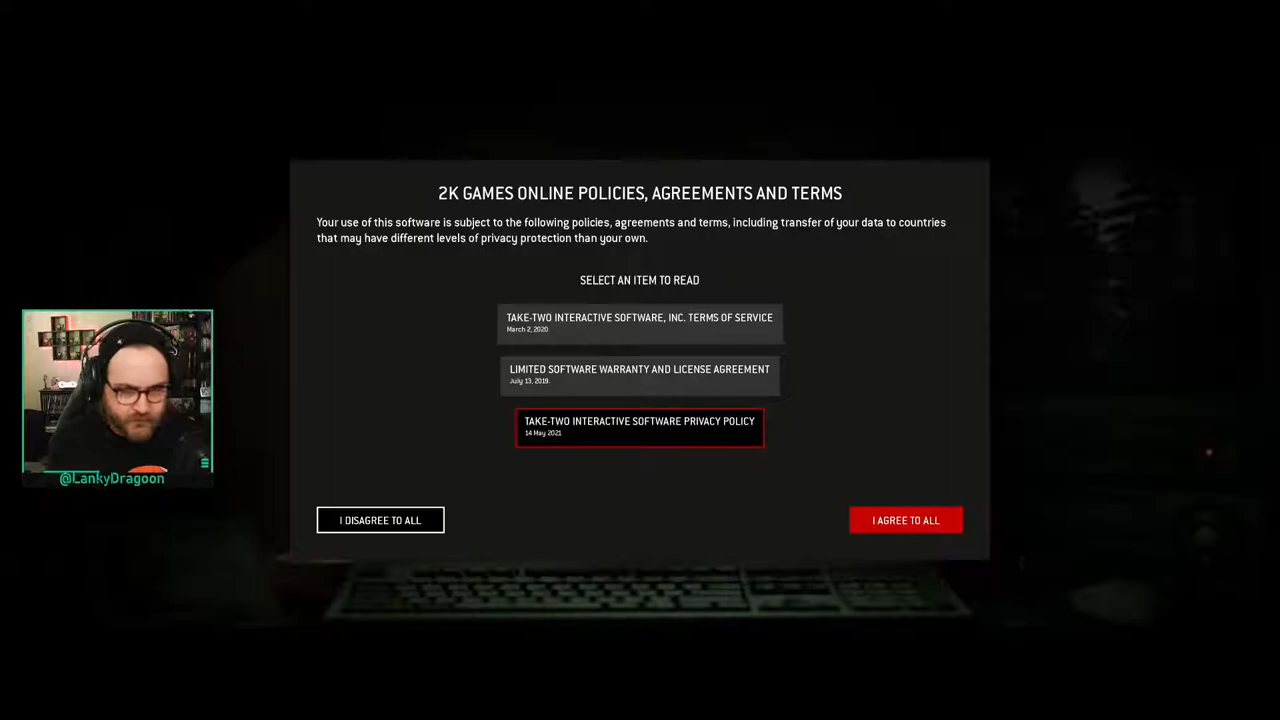 2K GAMES ONLINE POLICIES, AGREEMENTS AND TERMS
Your use of this software is subject to the following policies, agreements and terms, including transfer of your data to countries
that may have different levels of privacy protection than your own.
SELECT AN ITEM TO READ
TAKE-TWO INTERACTIVE SOFTWARE, INC. TERMS OF SERVICE
March 2, 2020
LIMITED SOFTWARE WARRANTY AND LICENSE AGREEMENT
July 13, 2019.
TAKE-TWO INTERACTIVE SOFTWARE PRIVACY POLICY
14 May 2021
@LankyDragoon
I DISAGREE TO ALL
I AGREE TO ALL